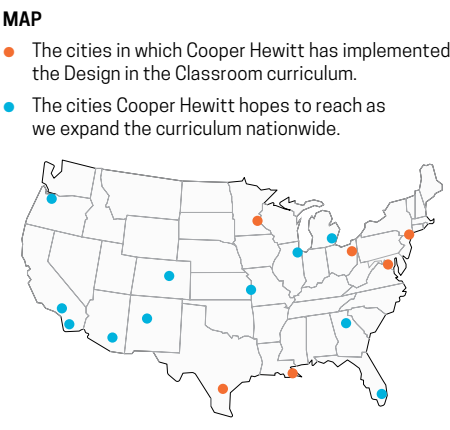 MAP
The cities in which Cooper Hewitt has implemented
the Design in the Classroom curriculum.
The cities Cooper Hewitt hopes to reach as
we expand the curriculum nationwide.